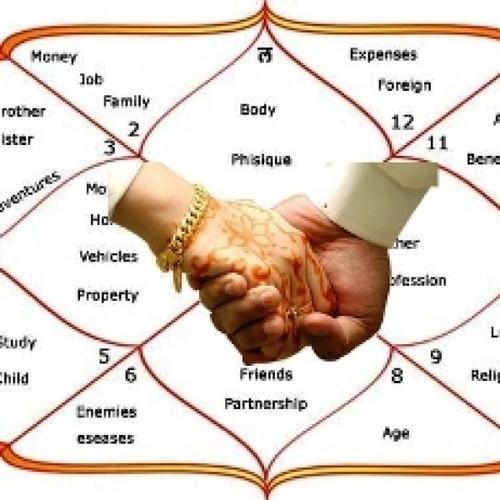 Money
Job
Family
2
ल
Body
Phisique
Expenses
Foreign
12
11
rother
ister
3
eventures
Mo
Ho
Vehicles
Property
Bene
ther
ofession
Study
Child
5
6
Enemies
eseases
Friends
Partnership
8
9
Age
Relig